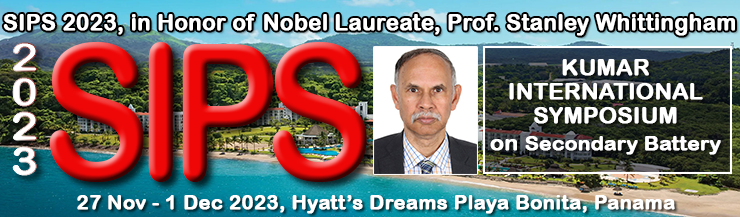 SIPS 2023, in Honor of Nobel Laureate, Prof. Stanley Whittingham
2023
SIPS
KUMAR
INTERNATIONAL
SYMPOSIUM
on Secondary Battery
27 Nov - 1 Dec 2023, Hyatt's Dreams Playa Bonita, Panama